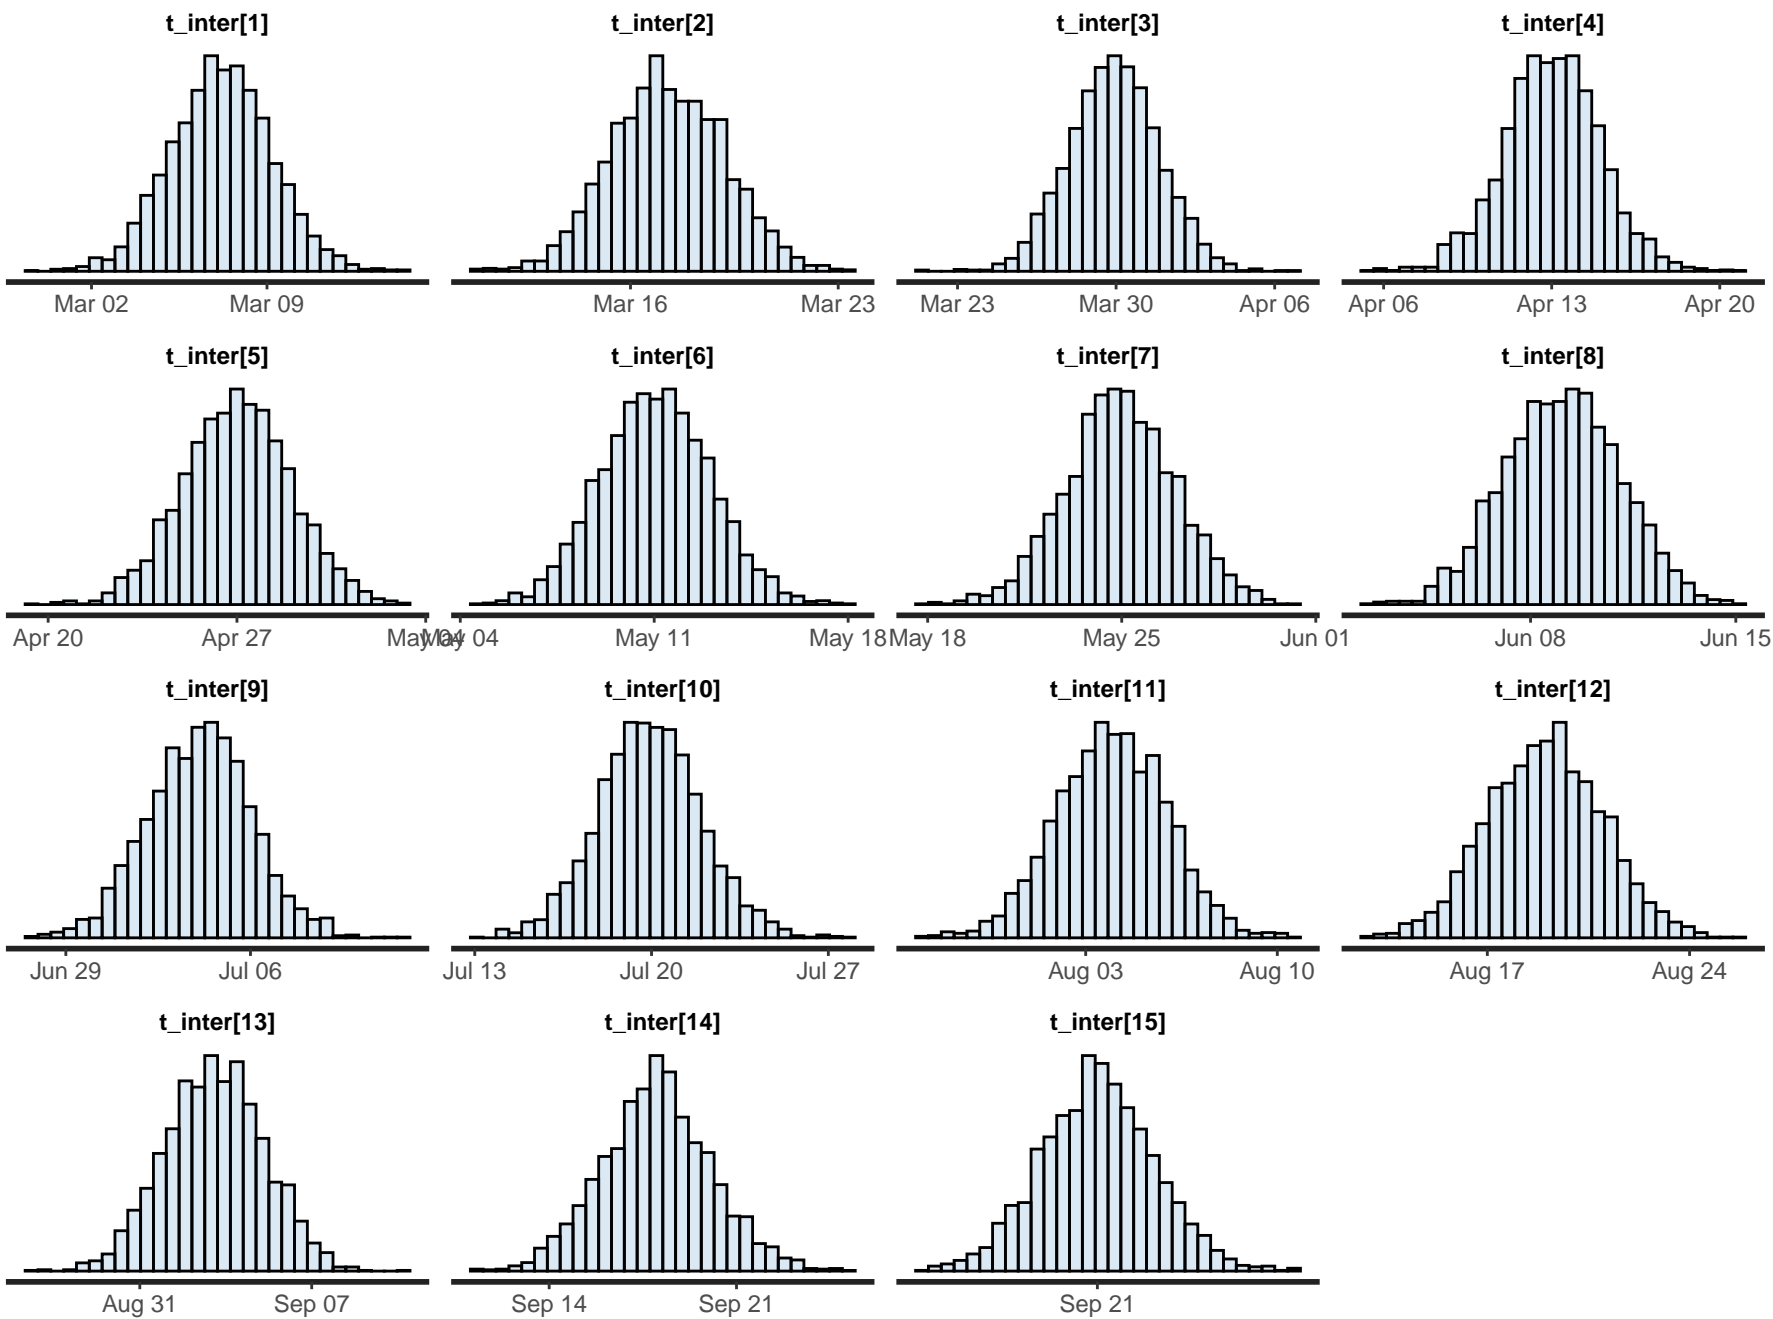 t_inter[1] t_inter[2] t_inter[3] t_inter[4]
Mar 02 Mar 09 Mar 16 Mar 23 Mar 23 Mar 30 Apr 06 Apr 06 Apr 13 Apr 20
t_inter[5] t_inter[6] t_inter[7] t_inter[8]
Apr 20 Apr 27 May 04 May 04 May 11 May 18 May 18 May 25 Jun 01 Jun 08 Jun 15
t_inter[9] t_inter[10] t_inter[11] t_inter[12]
Jun 29 Jul 06 Jul 13 Jul 20 Jul 27 Aug 03 Aug 10 Aug 17 Aug 24
t_inter[13] t_inter[14] t_inter[15]
Aug 31 Sep 07 Sep 14 Sep 21 Sep 21